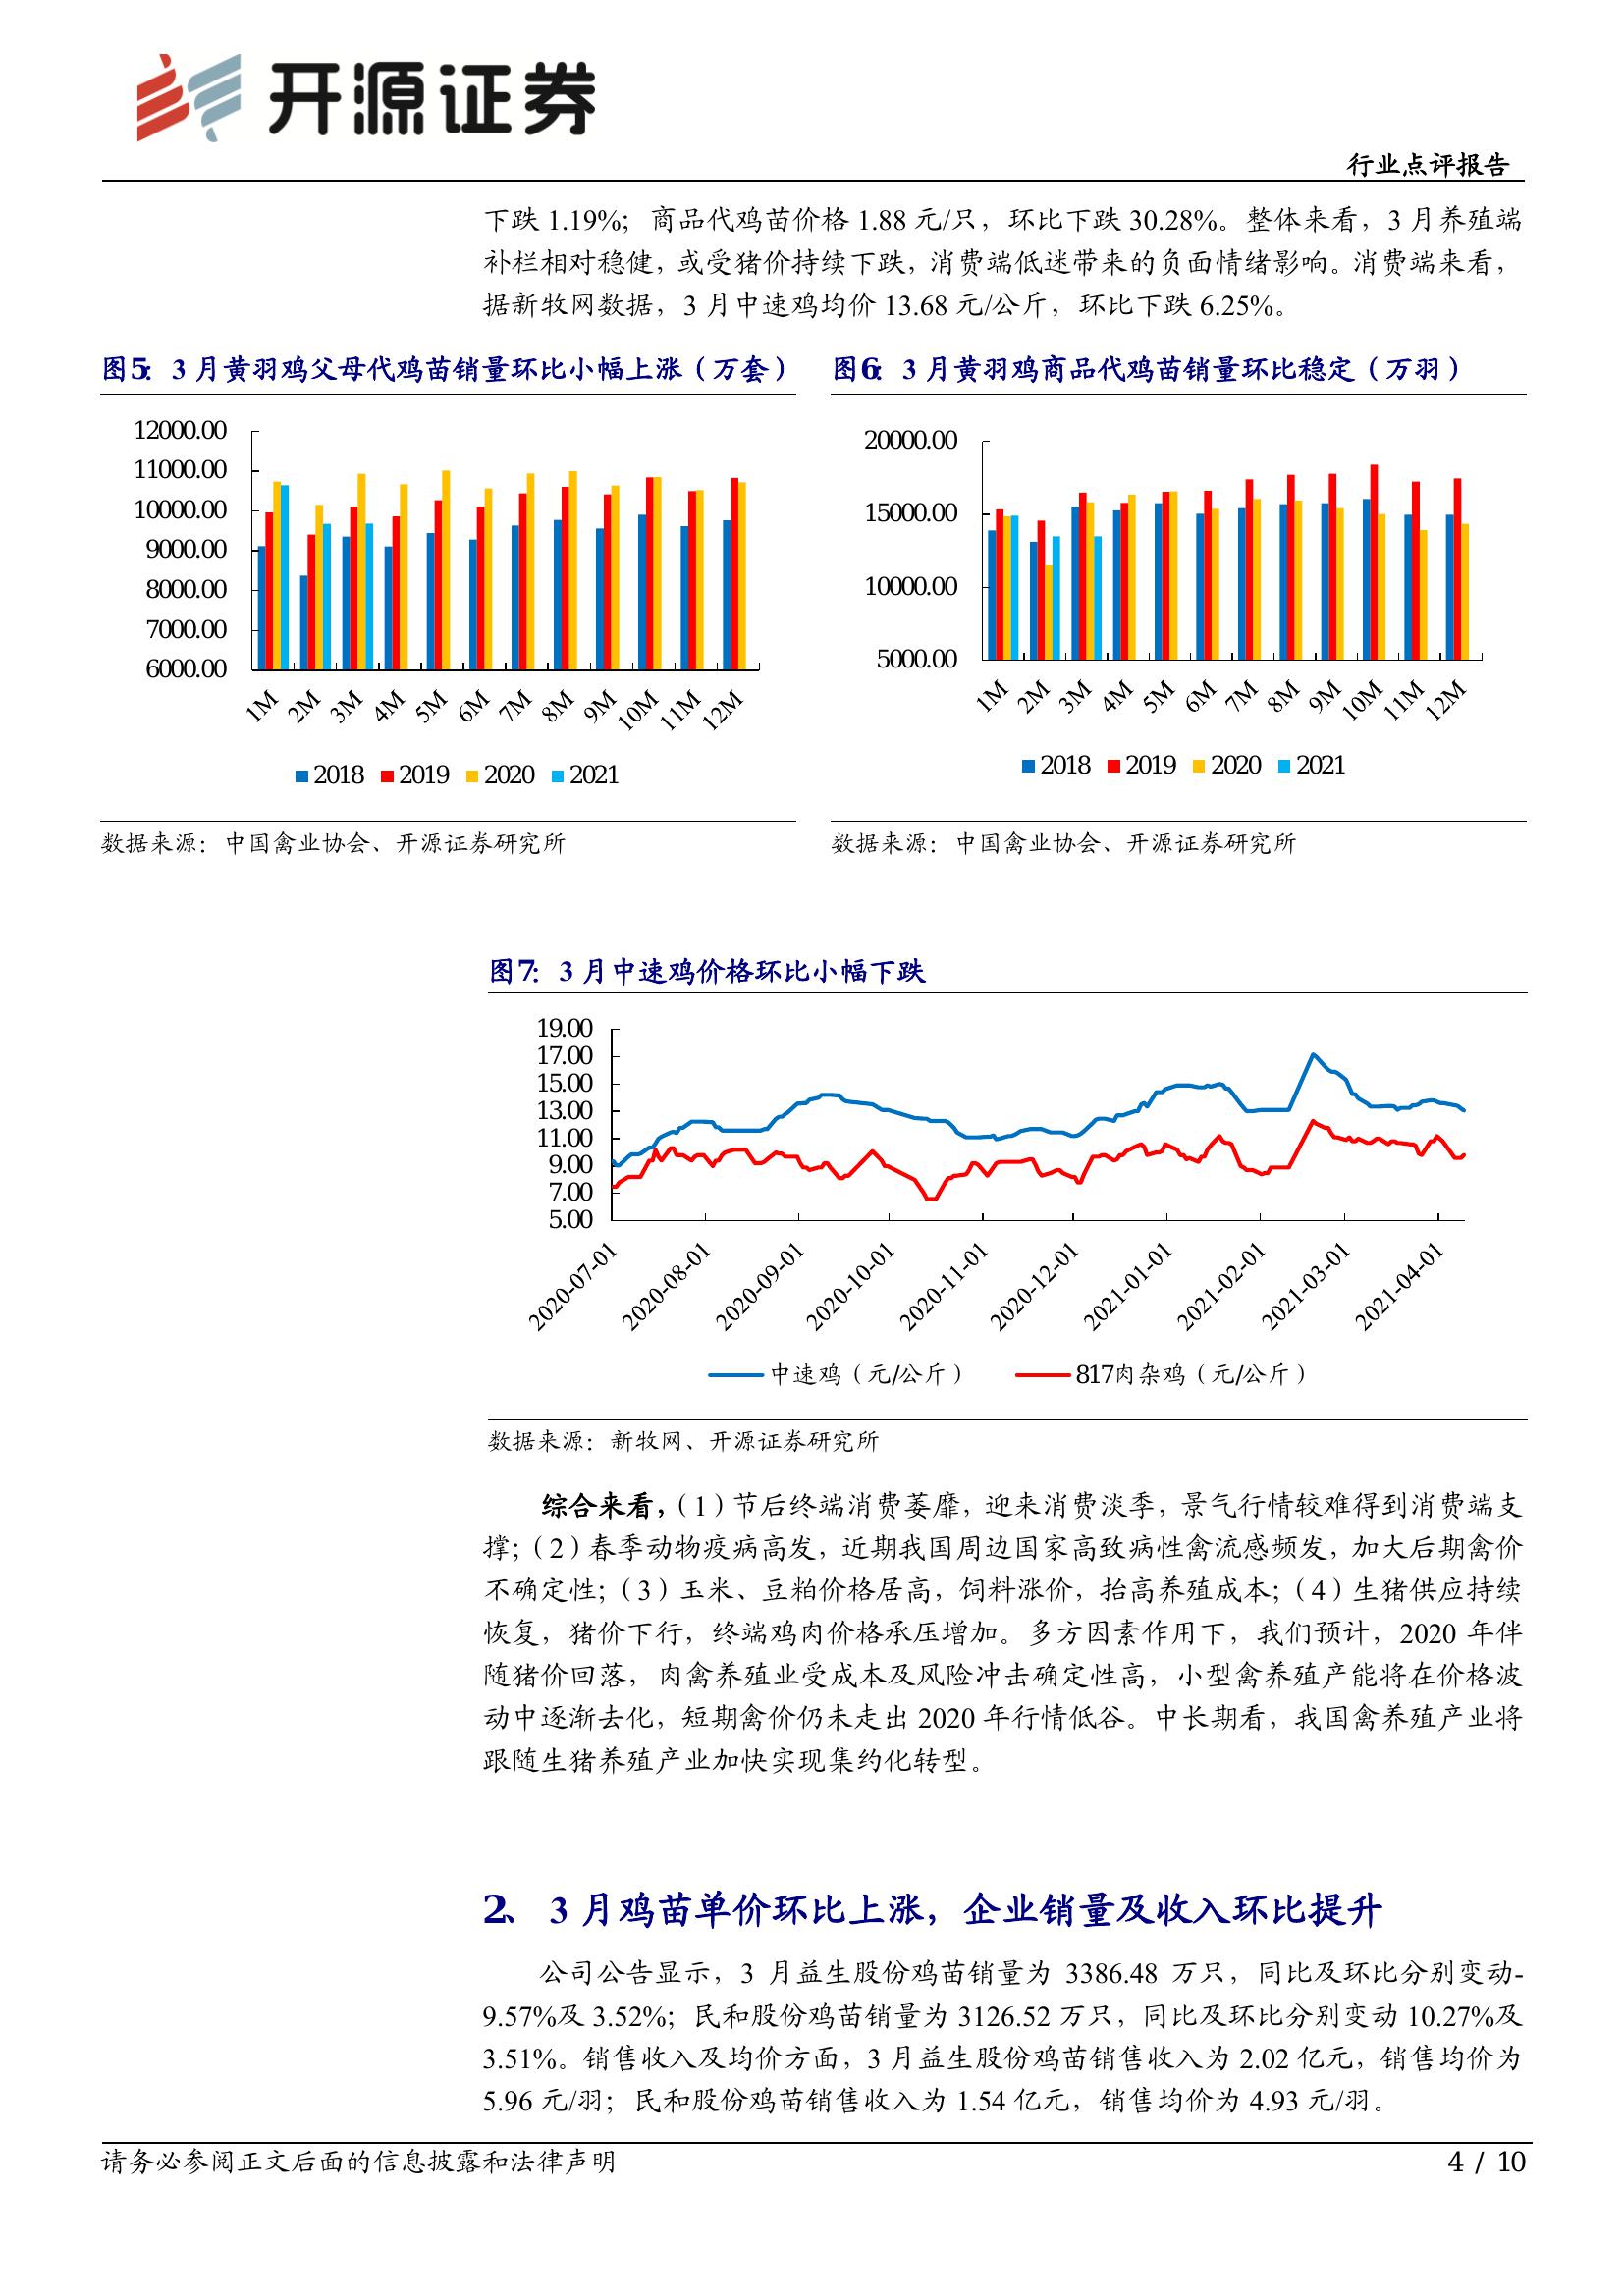 开源证券
行业点评报告
下跌 1.19%；商品代鸡苗价格 1.88 元/只，环比下跌 30.28%。整体来看，3 月养殖端
补栏相对稳健，或受猪价持续下跌，消费端低迷带来的负面情绪影响。消费端来看，
据新牧网数据，3 月中速鸡均价 13.68 元/公斤，环比下跌 6.25%。
图5：3 月黄羽鸡父母代鸡苗销量环比小幅上涨（万套）
12000.00
11000.00
10000.00
9000.00
8000.00
7000.00
6000.00
1M 2M 3M 4M 5M 6M 7M 8M 9M 10M 11M 12M
2018 2019 2020 2021
数据来源：中国禽业协会、开源证券研究所
图6：3 月黄羽鸡商品代鸡苗销量环比稳定（万羽）
20000.00
15000.00
10000.00
5000.00
1M 2M 3M 4M 5M 6M 7M 8M 9M 10M 11M 12M
2018 2019 2020 2021
数据来源：中国禽业协会、开源证券研究所
图7：3 月中速鸡价格环比小幅下跌
19.00
17.00
15.00
13.00
11.00
9.00
7.00
5.00
2020-07-01 2020-08-01 2020-09-01 2020-10-01 2020-11-01 2020-12-01 2021-01-01 2021-02-01 2021-03-01 2021-04-01
中速鸡（元/公斤） 817肉杂鸡（元/公斤）
数据来源：新牧网、开源证券研究所
综合来看，（1）节后终端消费萎靡，迎来消费淡季，景气行情较难得到消费端支
撑；（2）春季动物疫病高发，近期我国周边国家高致病性禽流感频发，加大后期禽价
不确定性；（3）玉米、豆粕价格居高，饲料涨价，抬高养殖成本；（4）生猪供应持续
恢复，猪价下行，终端鸡肉价格承压增加。多方因素作用下，我们预计，2020 年伴
随猪价回落，肉禽养殖业受成本及风险冲击确定性高，小型禽养殖产能将在价格波
动中逐渐去化，短期禽价仍未走出 2020 年行情低谷。中长期看，我国禽养殖产业将
跟随生猪养殖产业加快实现集约化转型。
2、 3 月鸡苗单价环比上涨，企业销量及收入环比提升
公司公告显示，3 月益生股份鸡苗销量为 3386.48 万只，同比及环比分别变动-
9.57%及 3.52%；民和股份鸡苗销量为 3126.52 万只，同比及环比分别变动 10.27%及
3.51%。销售收入及均价方面，3 月益生股份鸡苗销售收入为 2.02 亿元，销售均价为
5.96 元/羽；民和股份鸡苗销售收入为 1.54 亿元，销售均价为 4.93 元/羽。
请务必参阅正文后面的信息披露和法律声明
4 / 10